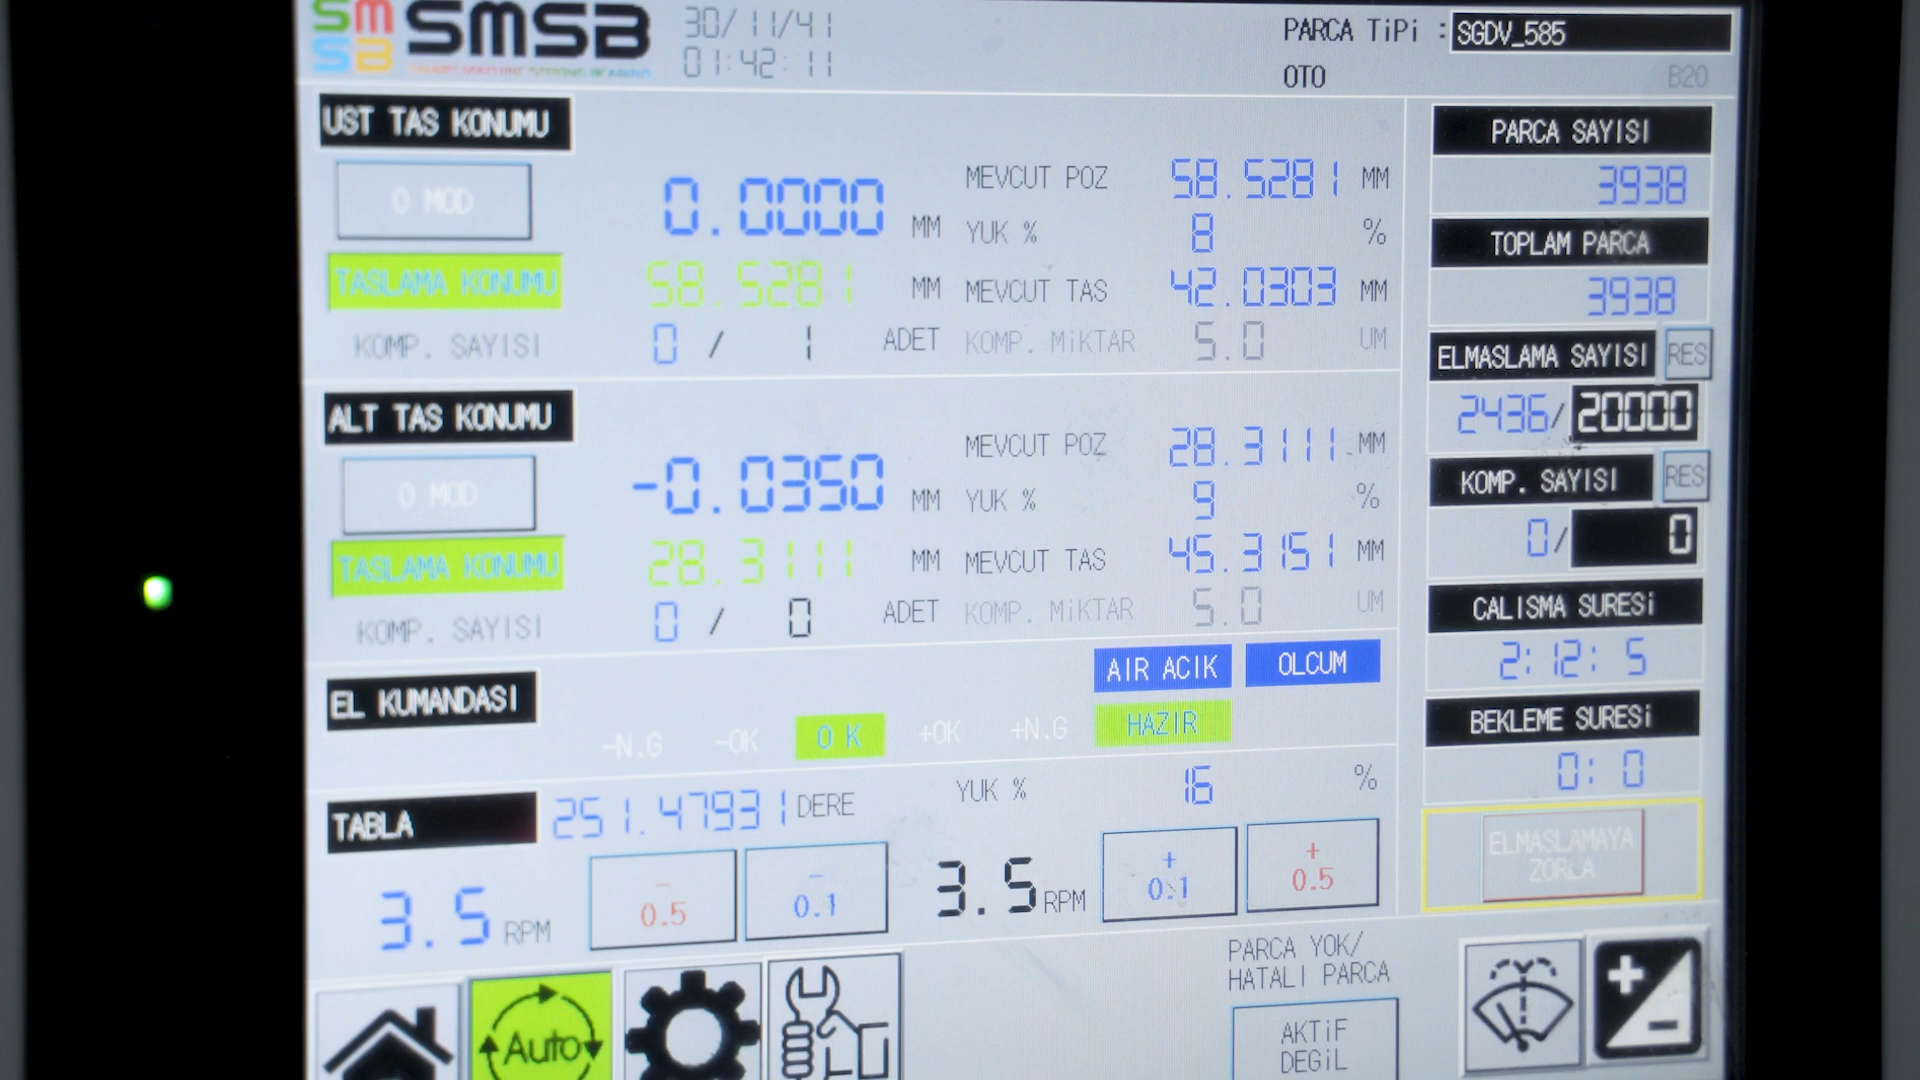 SM
SB
SMSB
30/11/41
01:42:11
PARCA TiPi : SGDV_585
OTO
B20
UST TAS KONUMU
0 MOD
0.0000 MM
MEVCUT POZ 58.5281 MM
YUK % 8 %
TASLAMA KONUMU 58.5281 MM
MEVCUT TAS 42.0303 MM
KOMP. SAYISI 0 / 1 ADET
KOMP. MiKTAR 5.0 UM
ALT TAS KONUMU
0 MOD
-0.0350 MM
MEVCUT POZ 28.3111 MM
YUK % 9 %
TASLAMA KONUMU 28.3111 MM
MEVCUT TAS 45.3151 MM
KOMP. SAYISI 0 / 0 ADET
KOMP. MiKTAR 5.0 UM
EL KUMANDASI
AIR ACIK
OLCUM
-N.G -OK OK +OK +N.G
HAZIR
TABLA
251.47931 DERE
YUK % 16 %
3.5 RPM
- 0.5
- 0.1
3.5 RPM
+ 0.1
+ 0.5
PARCA SAYISI
3938
TOPLAM PARCA
3938
ELMASLAMA SAYISI RES
2436/20000
KOMP. SAYISI RES
0/ 0
CALISMA SURESi
2:12: 5
BEKLEME SURESi
0: 0
ELMASLAMAYA
ZORLA
Auto
PARCA YOK/
HATALI PARCA
AKTiF
DEGiL